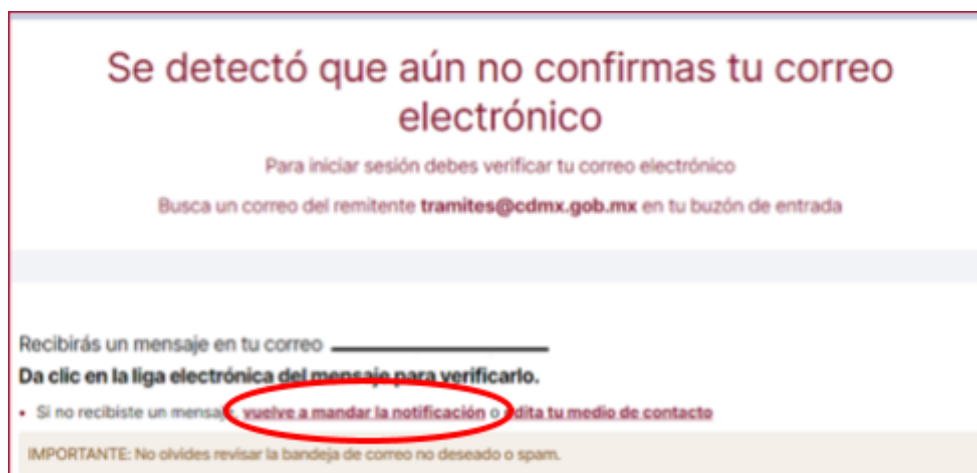 Se detectó que aún no confirmas tu correo
electrónico
Para iniciar sesión debes verificar tu correo electrónico
Busca un correo del remitente tramites@cdmx.gob.mx en tu buzón de entrada
Recibirás un mensaje en tu correo
Da clic en la liga electrónica del mensaje para verificarlo.
• Si no recibiste un mensaje, vuelve a mandar la notificación o edita tu medio de contacto
IMPORTANTE: No olvides revisar la bandeja de correo no deseado o spam.